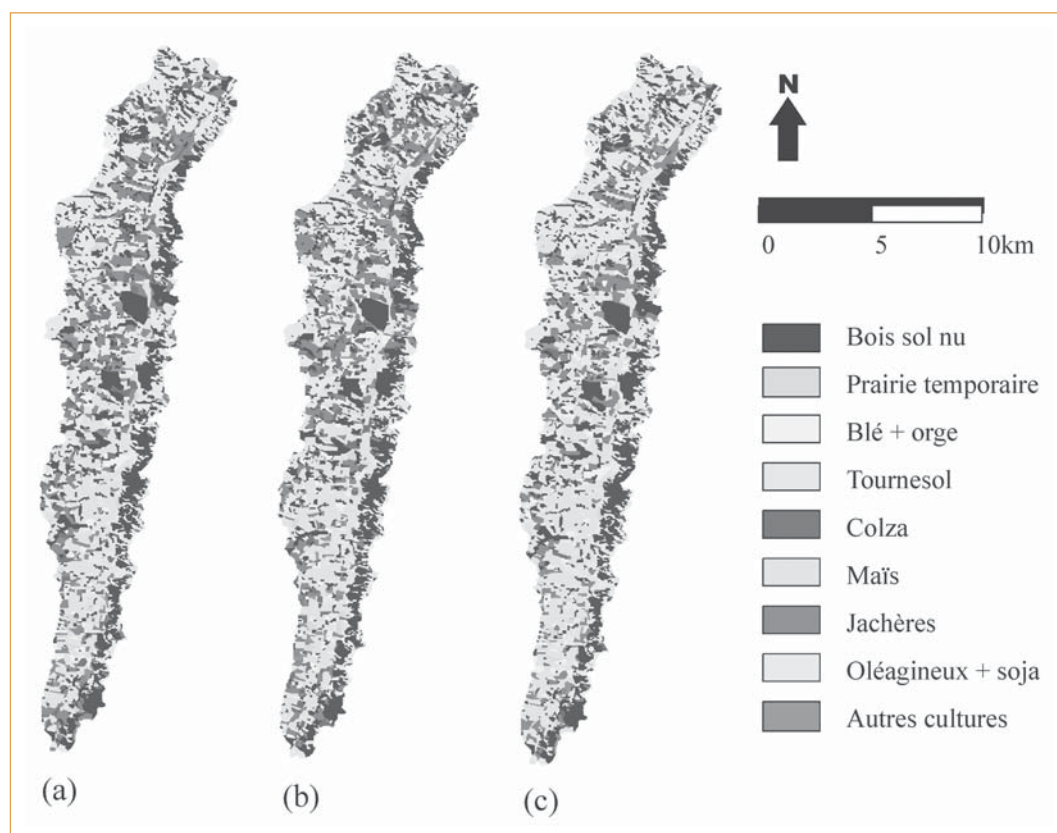 N
0 5 10km
Bois sol nu
Prairie temporaire
Blé + orge
Tournesol
Colza
Maïs
Jachères
Oléagineux + soja
Autres cultures
(a) (b) (c)